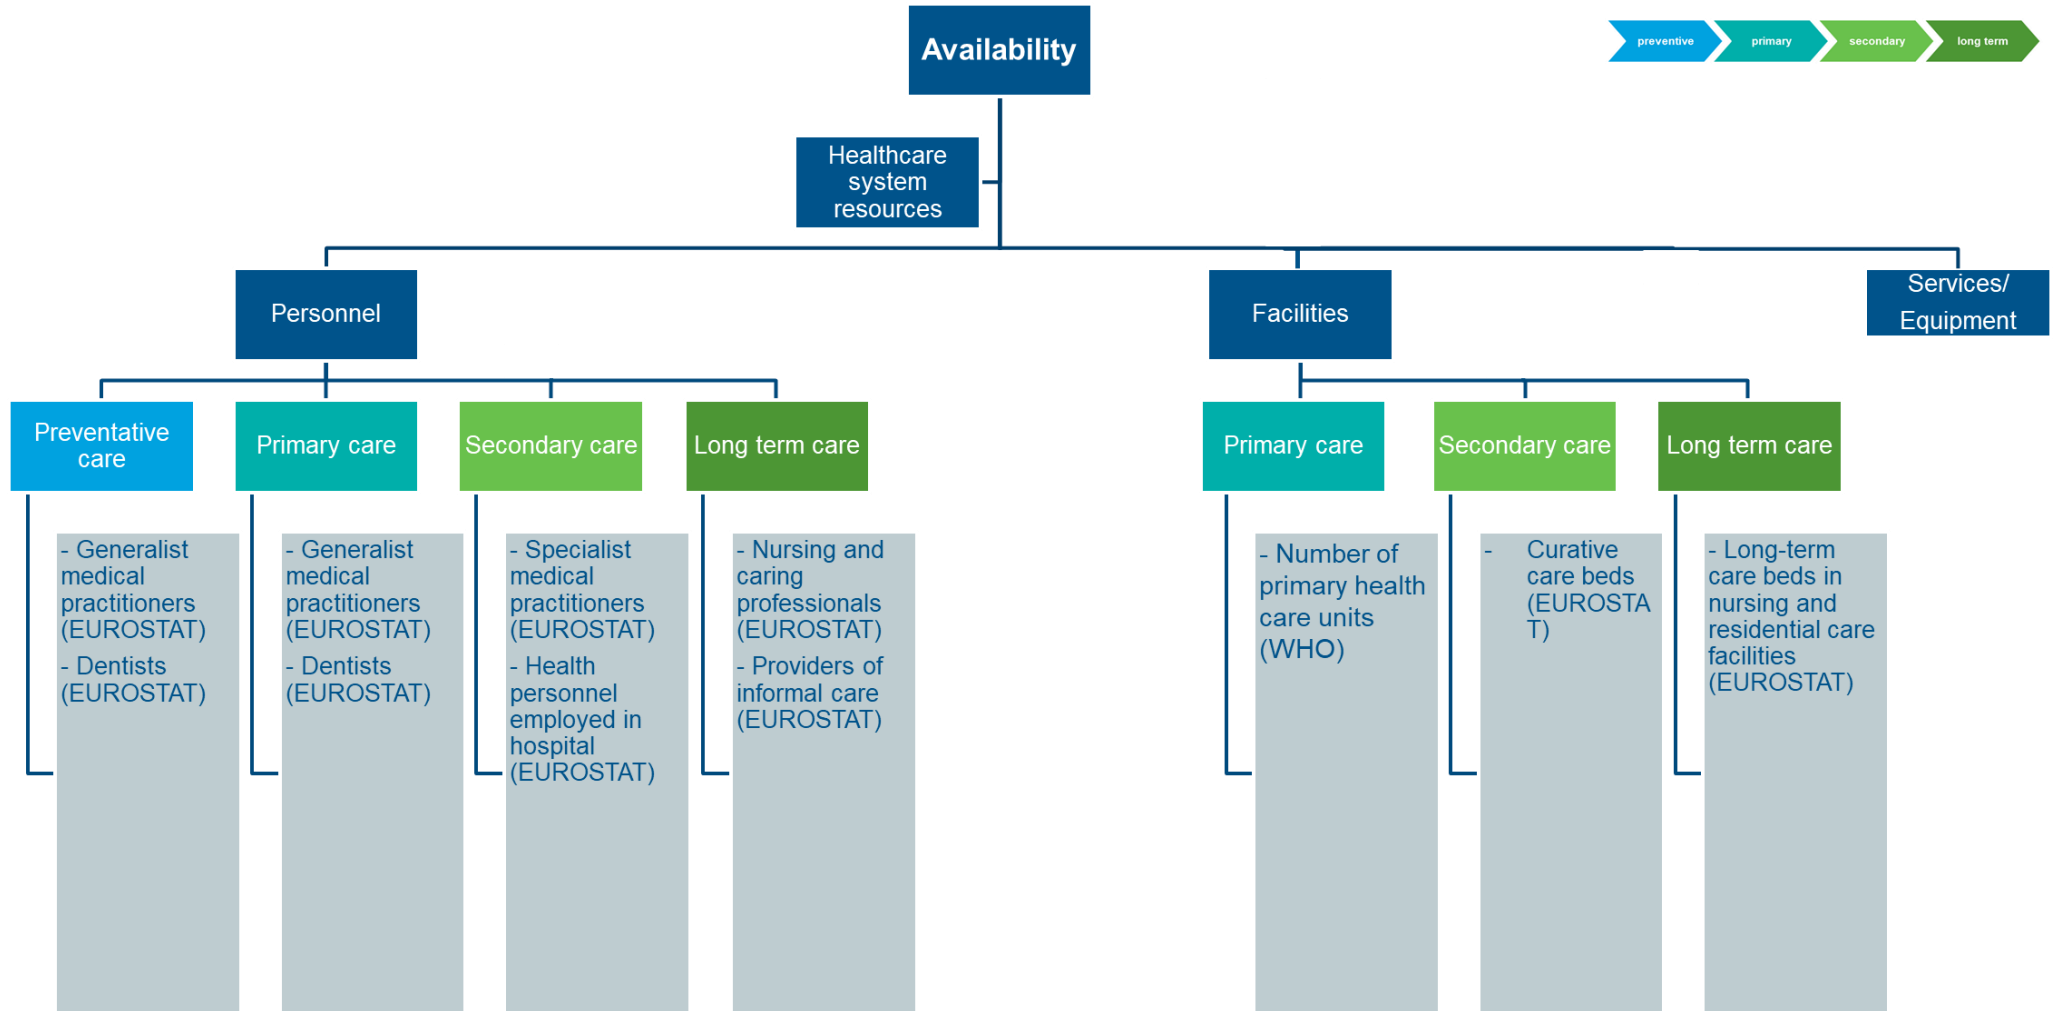 Availability
preventive
primary
secondary
long term
Healthcare
system
resources
Personnel
Facilities
Services/
Equipment
Preventative
care
Primary care
Secondary care
Long term care
Primary care
Secondary care
Long term care
- Generalist
medical
practitioners
(EUROSTAT)
- Dentists
(EUROSTAT)
- Generalist
medical
practitioners
(EUROSTAT)
- Dentists
(EUROSTAT)
- Specialist
medical
practitioners
(EUROSTAT)
- Health
personnel
employed in
hospital
(EUROSTAT)
- Nursing and
caring
professionals
(EUROSTAT)
- Providers of
informal care
(EUROSTAT)
- Number of
primary health
care units
(WHO)
- Curative
care beds
(EUROSTA
T)
- Long-term
care beds in
nursing and
residential care
facilities
(EUROSTAT)